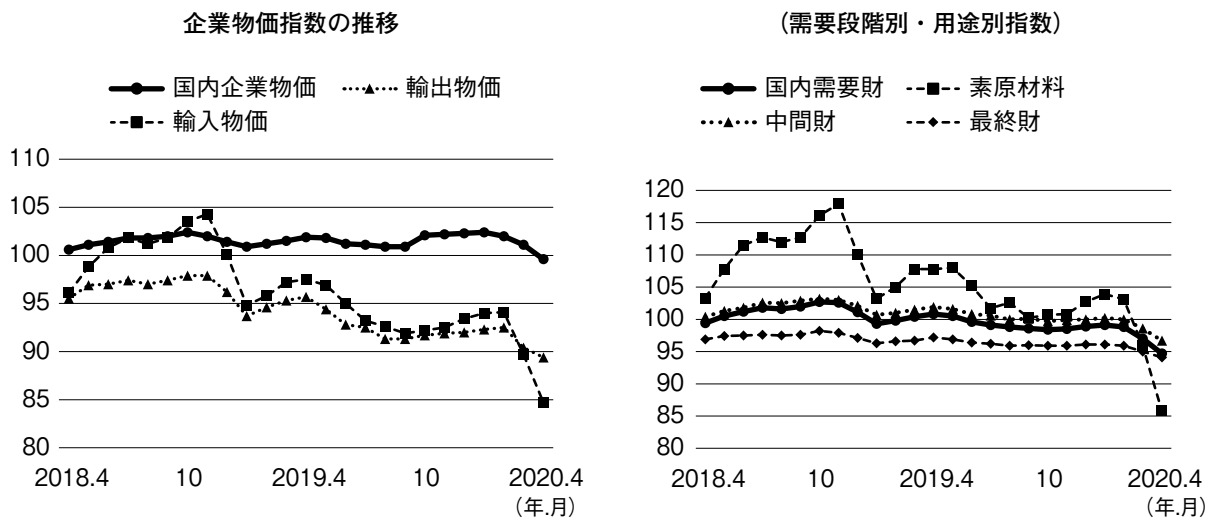 企業物価指数の推移
国内企業物価 輸出物価
輸入物価
110
105
100
95
90
85
80
2018.4 10 2019.4 10 2020.4
(年.月)
(需要段階別・用途別指数)
国内需要財 素原材料
中間財 最終財
120
115
110
105
100
95
90
85
80
2018.4 10 2019.4 10 2020.4
(年.月)